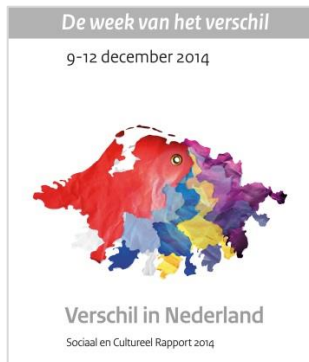 De week van het verschil
9-12 december 2014
Verschil in Nederland
Sociaal en Cultureel Rapport 2014